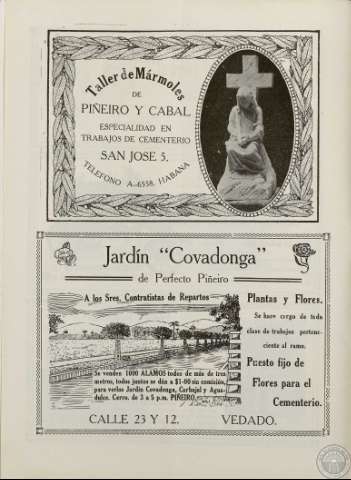 Taller de Mármoles
DE
PIÑEIRO Y CABAL
ESPECIALIDAD EN
TRABAJOS DE CEMENTERIO
SAN JOSE 5.
TELEFONO A-6558. HABANA
Jardín "Covadonga"
de Perfecto Piñeiro
A los Sres. Contratistas de Repartos
Se venden 1000 ALAMOS todos de más de tres
metros, todos juntos se dán a $1-00 sin comisión,
para verlos Jardín Covadonga, Carbajal y Agua-
dulce. Cerro. de 3 a 5 p.m. PIÑEIRO.
Plantas y Flores.
Se hace cargo de toda
clase de trabajos pertene-
ciente al ramo.
Puesto fijo de
Flores para el
Cementerio.
CALLE 23 Y 12. VEDADO.